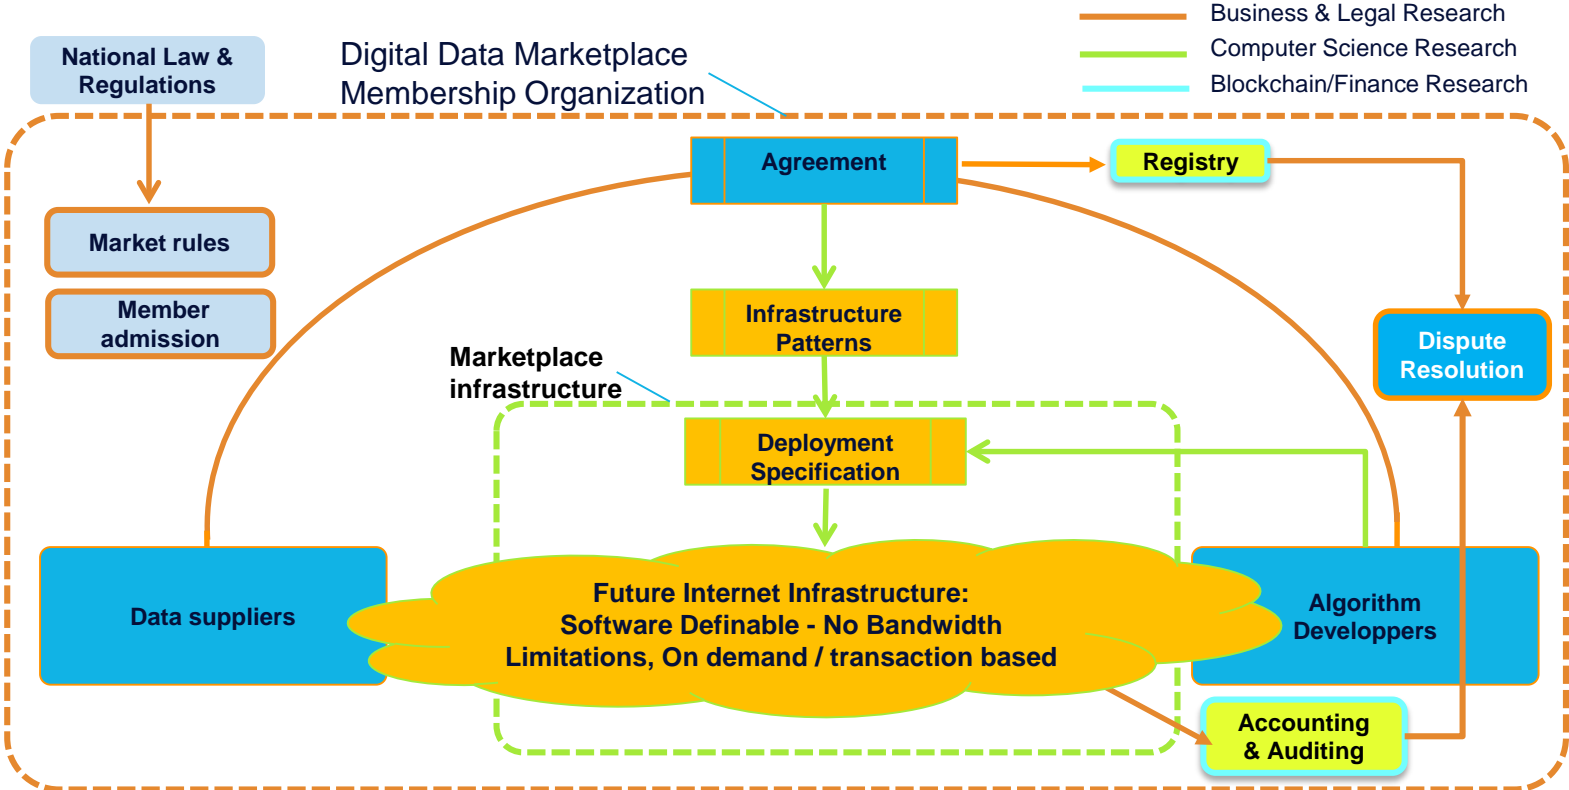 Business & Legal Research
Computer Science Research
Blockchain/Finance Research
National Law &
Regulations
Digital Data Marketplace
Membership Organization
Agreement
Registry
Market rules
Member
admission
Infrastructure
Patterns
Dispute
Resolution
Marketplace
infrastructure
Deployment
Specification
Data suppliers
Future Internet Infrastructure:
Software Definable - No Bandwidth
Limitations, On demand / transaction based
Algorithm
Developpers
Accounting
& Auditing